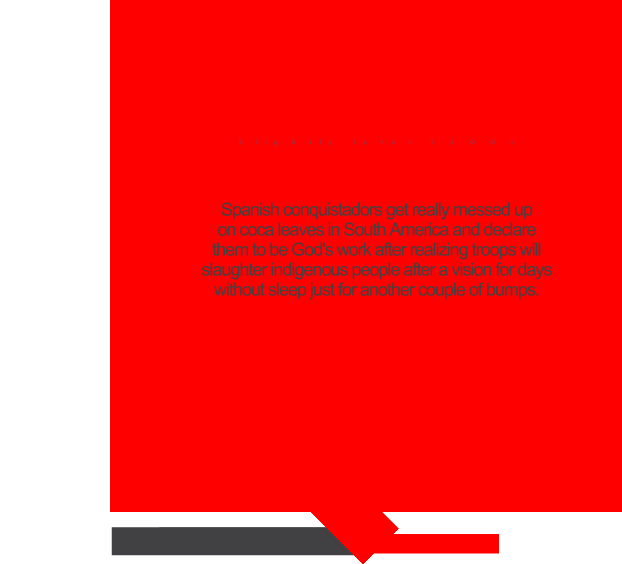 Spanish conquistadors get really messed up
on coca leaves in South America and declare
them to be God's work after realizing troops will
slaughter indigenous people after a vision for days
without sleep just for another couple of bumps.